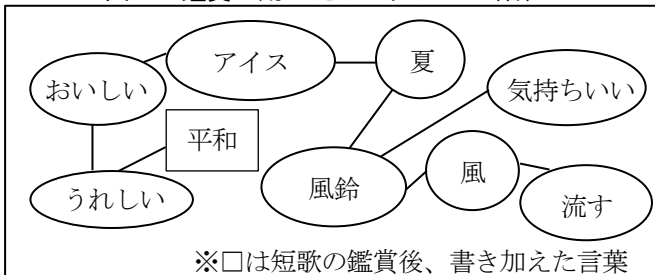 アイス
夏
おいしい
気持ちいい
平和
風
風鈴
うれしい
流す
※□は短歌の鑑賞後、書き加えた言葉